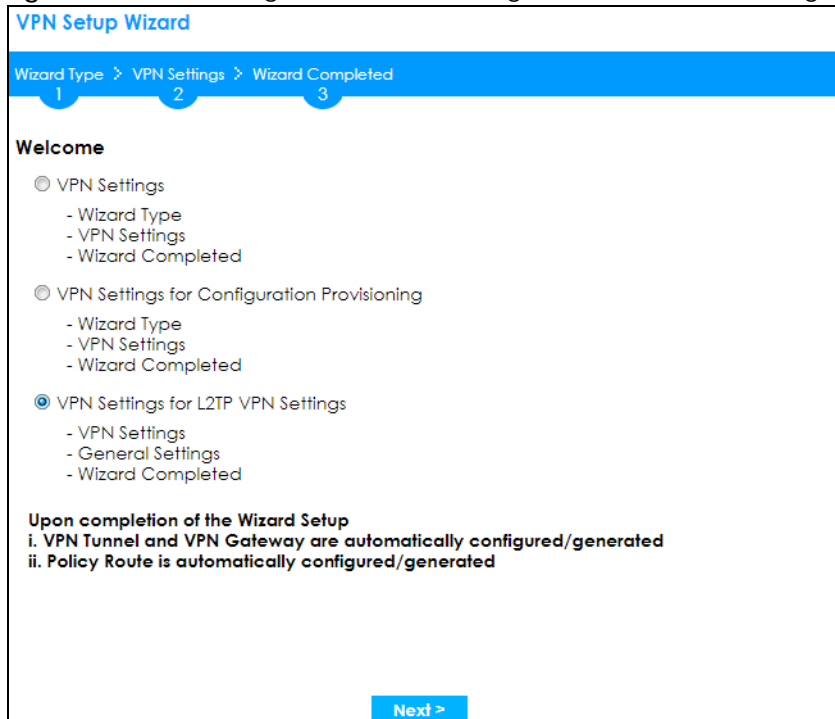 VPN Setup Wizard
Wizard Type > VPN Settings > Wizard Completed
1 2 3
Welcome
VPN Settings
- Wizard Type
- VPN Settings
- Wizard Completed
VPN Settings for Configuration Provisioning
- Wizard Type
- VPN Settings
- Wizard Completed
VPN Settings for L2TP VPN Settings
- VPN Settings
- General Settings
- Wizard Completed
Upon completion of the Wizard Setup
i. VPN Tunnel and VPN Gateway are automatically configured/generated
ii. Policy Route is automatically configured/generated
Next >